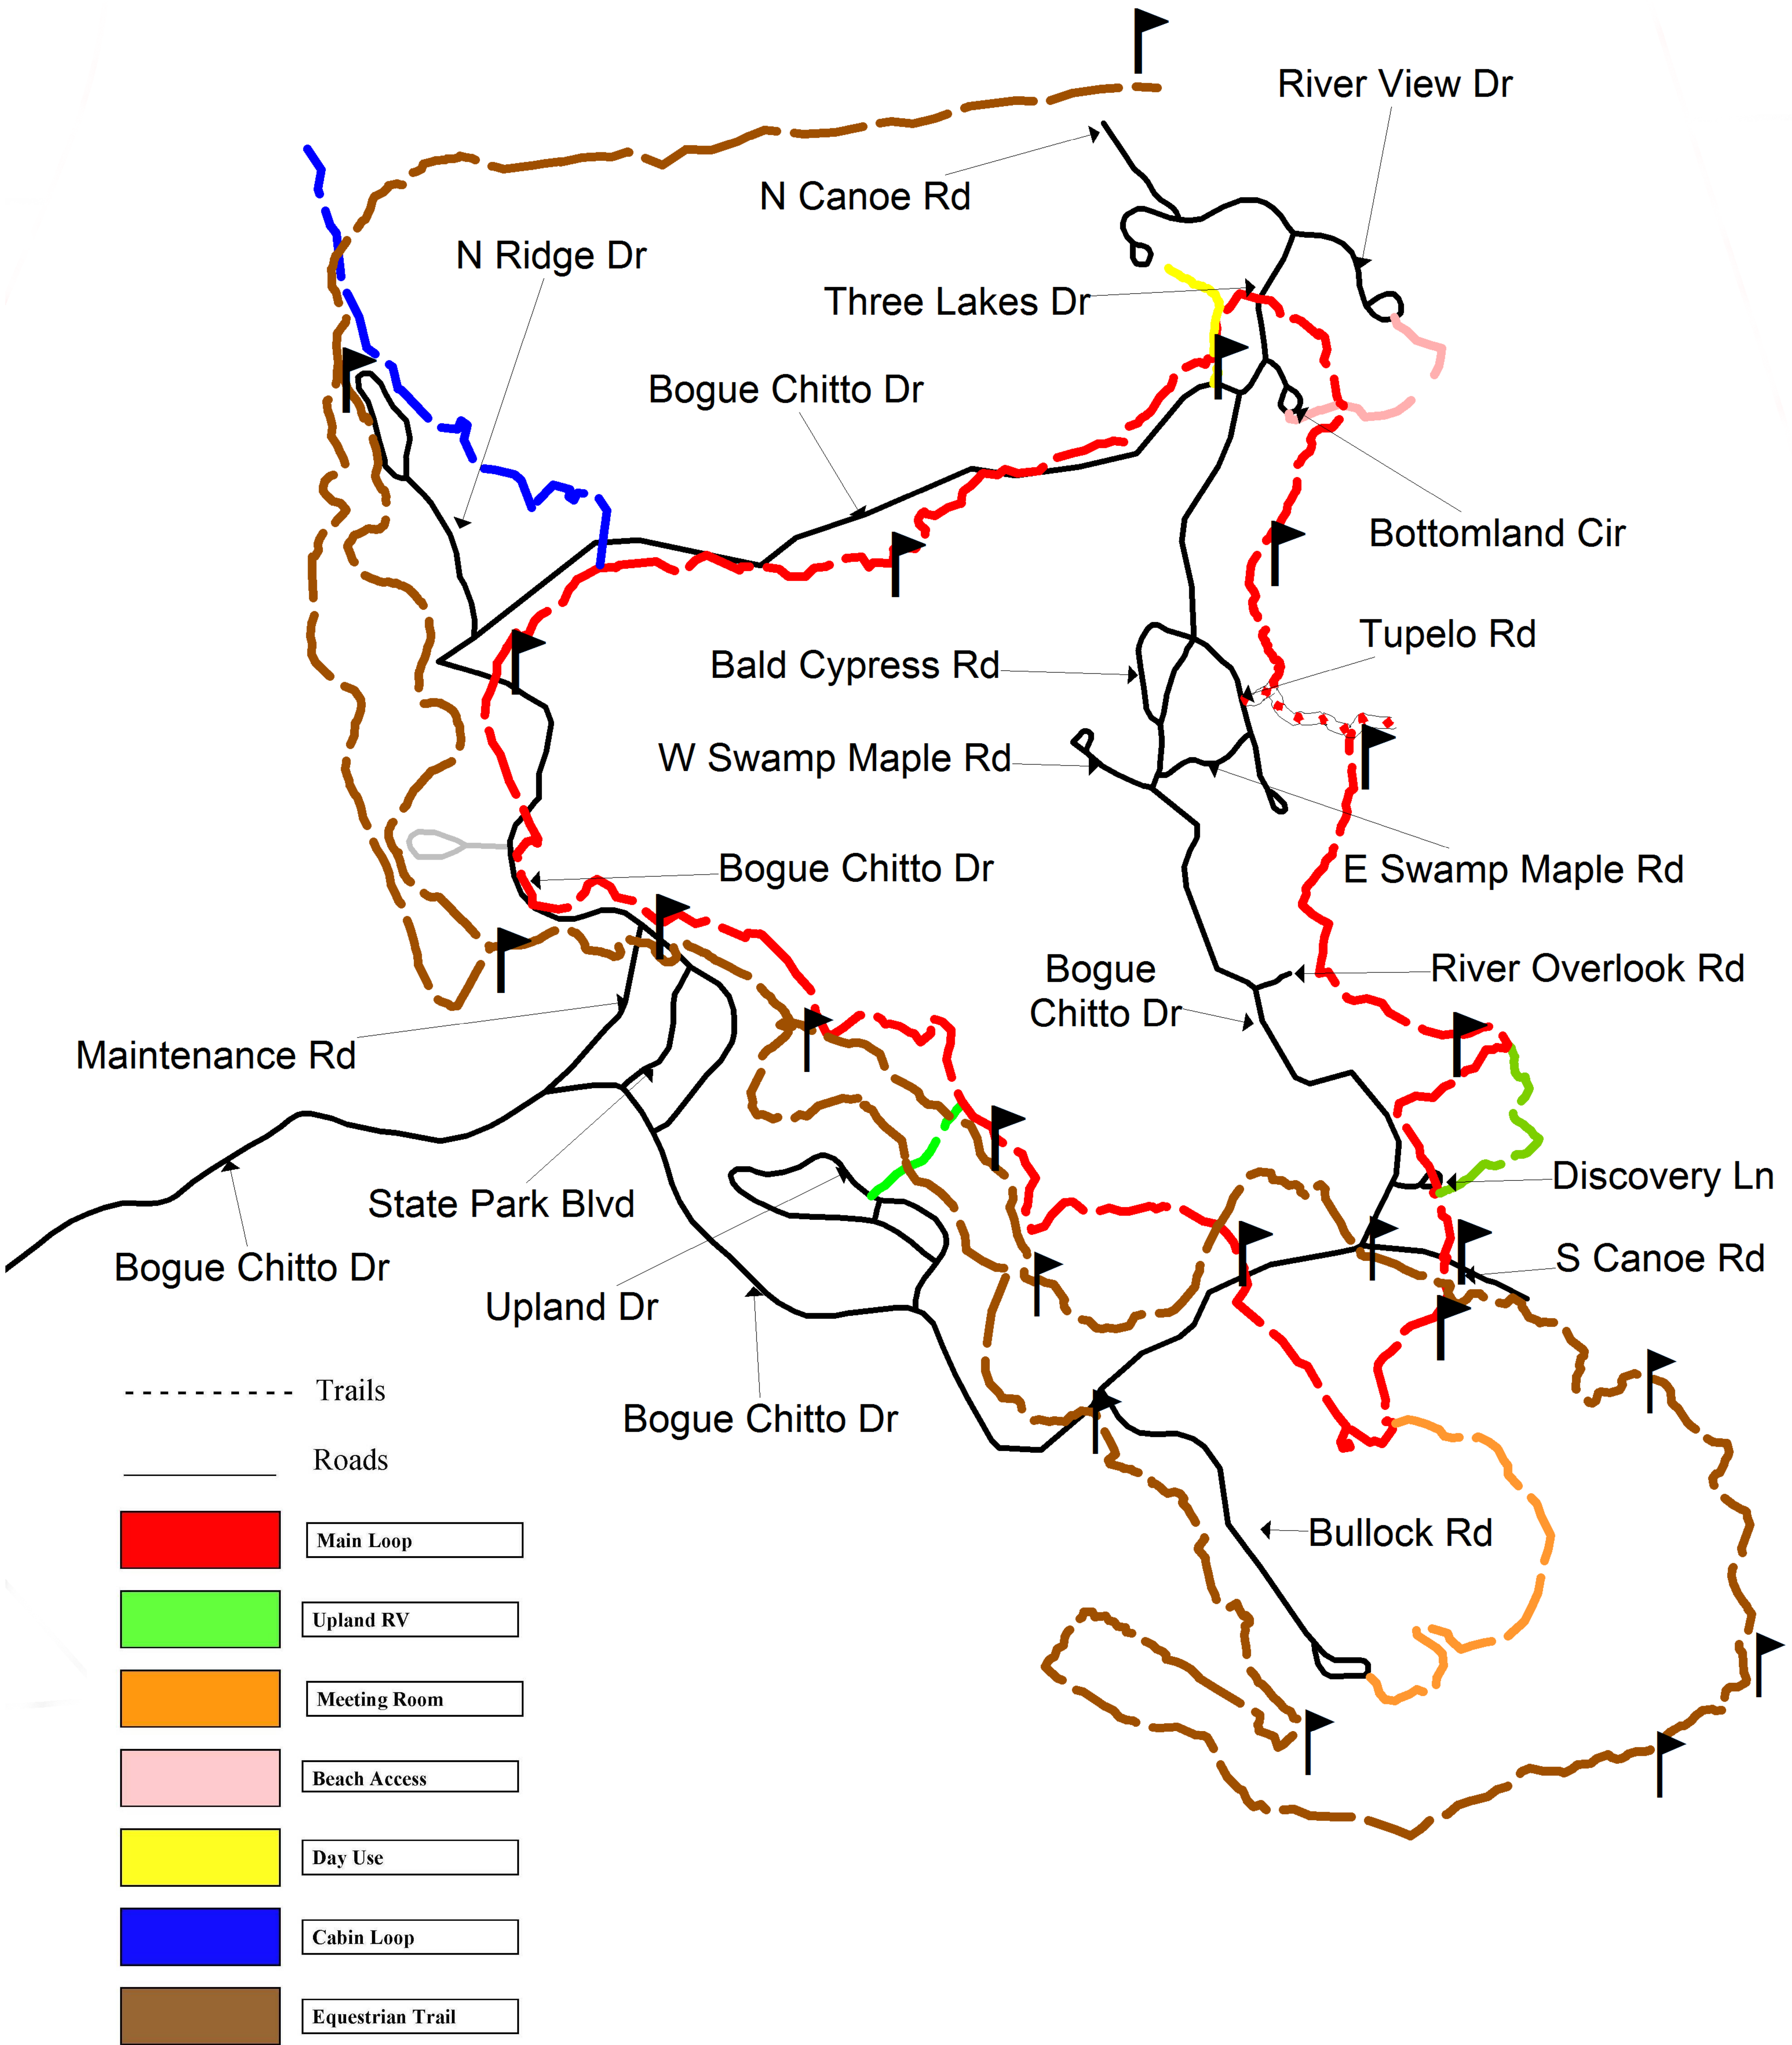 River View Dr
N Canoe Rd
N Ridge Dr
Three Lakes Dr
Bogue Chitto Dr
Bottomland Cir
Tupelo Rd
Bald Cypress Rd
W Swamp Maple Rd
Bogue Chitto Dr
E Swamp Maple Rd
River Overlook Rd
Bogue
Chitto Dr
Maintenance Rd
Discovery Ln
State Park Blvd
Bogue Chitto Dr
S Canoe Rd
Upland Dr
Bogue Chitto Dr
Bullock Rd
Trails
Roads
Main Loop
Upland RV
Meeting Room
Beach Access
Day Use
Cabin Loop
Equestrian Trail